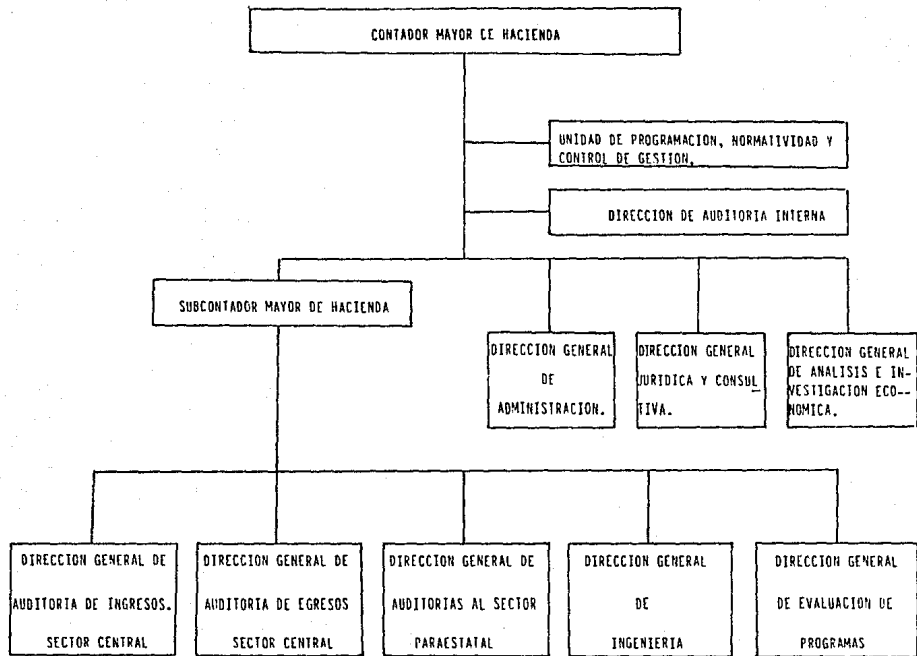 CONTADOR MAYOR DE HACIENDA
UNIDAD DE PROGRAMACION, NORMATIVIDAD Y
CONTROL DE GESTION.
DIRECCION DE AUDITORIA INTERNA
SUBCONTADOR MAYOR DE HACIENDA
DIRECCION GENERAL
DE
ADMINISTRACION.
DIRECCION GENERAL
JURIDICA Y CONSUL
TIVA.
DIRECCION GENERAL
DE ANALISIS E IN-
VESTIGACION ECO--
NOMICA.
DIRECCION GENERAL DE
AUDITORIA DE INGRESOS.
SECTOR CENTRAL
DIRECCION GENERAL DE
AUDITORIA DE EGRESOS
SECTOR CENTRAL
DIRECCION GENERAL DE
AUDITORIAS AL SECTOR
PARAESTATAL
DIRECCION GENERAL
DE
INGENIERIA
DIRECCION GENERAL
DE EVALUACION DE
PROGRAMAS